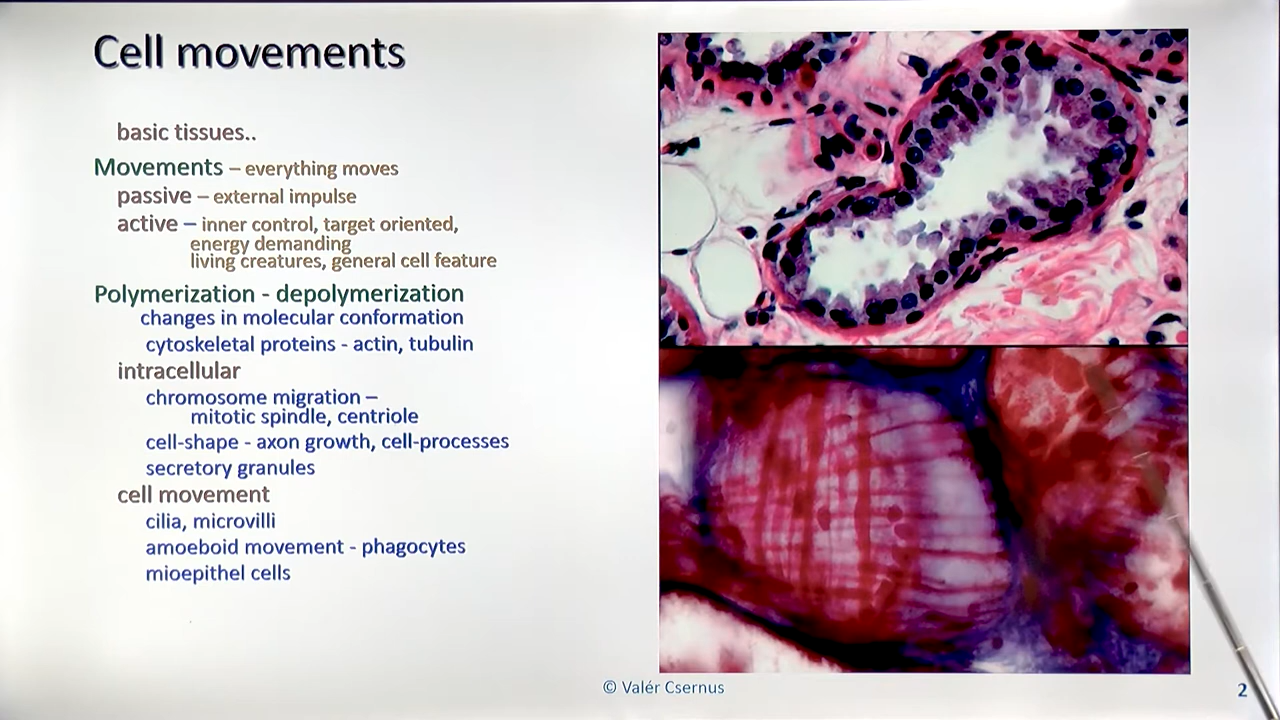 Cell movements
basic tissues..
Movements – everything moves
passive – external impulse
active – inner control, target oriented,
energy demanding
living creatures, general cell feature
Polymerization - depolymerization
changes in molecular conformation
cytoskeletal proteins - actin, tubulin
intracellular
chromosome migration –
mitotic spindle, centriole
cell-shape - axon growth, cell-processes
secretory granules
cell movement
cilia, microvilli
amoeboid movement - phagocytes
mioepithel cells
© Valér Csernus
2